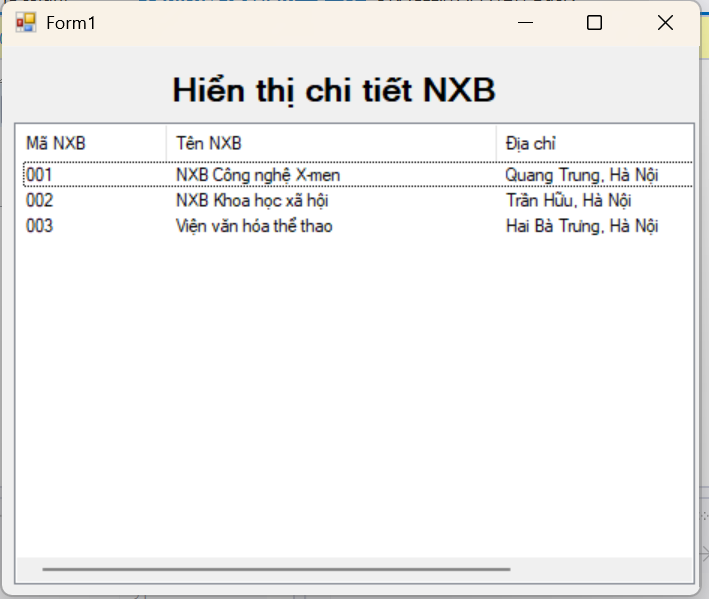 Form1
Hiển thị chi tiết NXB
Mã NXB Tên NXB Địa chỉ
001 NXB Công nghệ X-men Quang Trung, Hà Nội
002 NXB Khoa học xã hội Trần Hữu, Hà Nội
003 Viện văn hóa thể thao Hai Bà Trưng, Hà Nội